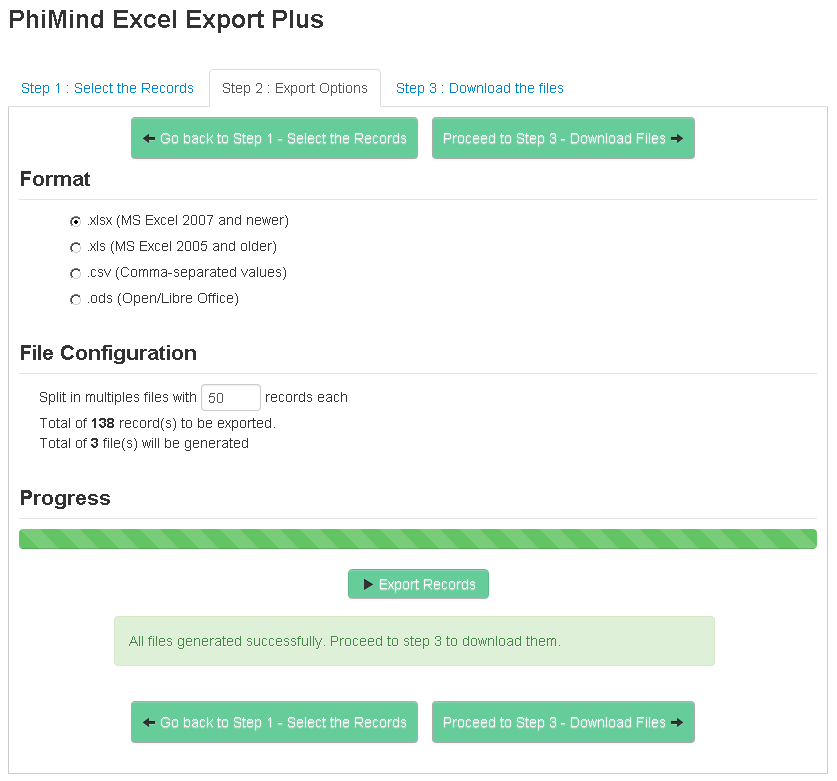 PhiMind Excel Export Plus
Step 1 : Select the Records
Step 2 : Export Options
Step 3 : Download the files
Go back to Step 1 - Select the Records
Proceed to Step 3 - Download Files
Format
.xlsx (MS Excel 2007 and newer)
.xls (MS Excel 2005 and older)
.csv (Comma-separated values)
.ods (Open/Libre Office)
File Configuration
Split in multiples files with 50 records each
Total of 138 record(s) to be exported.
Total of 3 file(s) will be generated
Progress
Export Records
All files generated successfully. Proceed to step 3 to download them.
Go back to Step 1 - Select the Records
Proceed to Step 3 - Download Files